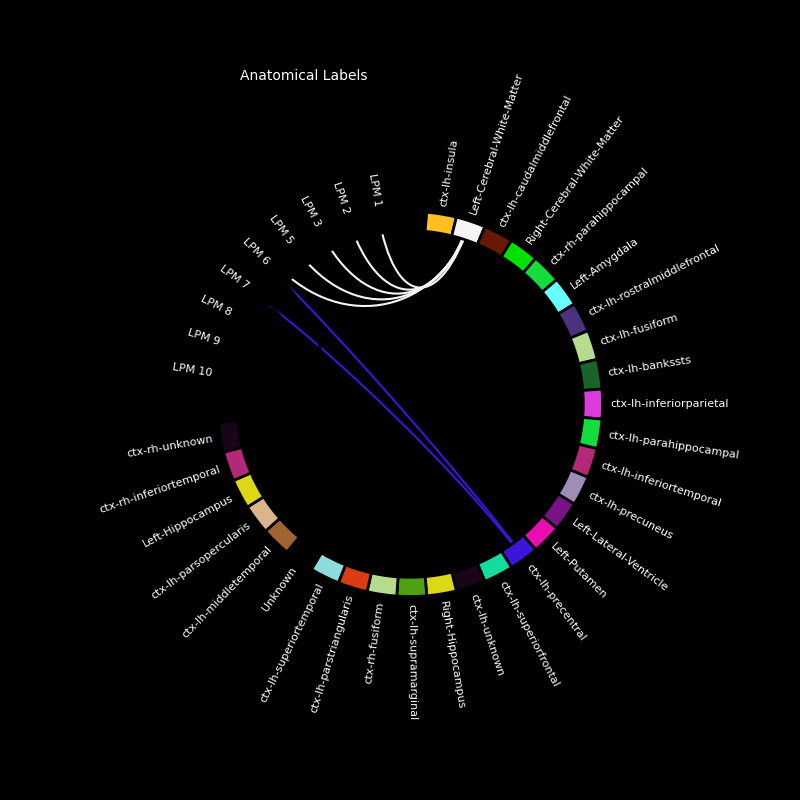 Anatomical Labels
LPM 1
LPM 2
LPM 3
LPM 5
LPM 6
LPM 7
LPM 8
LPM 9
LPM 10
ctx-lh-insula
Left-Cerebral-White-Matter
ctx-lh-caudalmiddlefrontal
Right-Cerebral-White-Matter
ctx-rh-parahippocampal
Left-Amygdala
ctx-lh-rostralmiddlefrontal
ctx-lh-fusiform
ctx-lh-bankssts
ctx-lh-inferiorparietal
ctx-lh-parahippocampal
ctx-lh-inferiortemporal
ctx-lh-precuneus
Left-Lateral-Ventricle
Left-Putamen
ctx-lh-precentral
ctx-lh-superiorfrontal
ctx-lh-unknown
Right-Hippocampus
ctx-lh-supramarginal
ctx-rh-fusiform
ctx-lh-parstriangularis
ctx-lh-superiortemporal
Unknown
ctx-lh-middletemporal
ctx-lh-parsopercularis
Left-Hippocampus
ctx-rh-inferiortemporal
ctx-rh-unknown